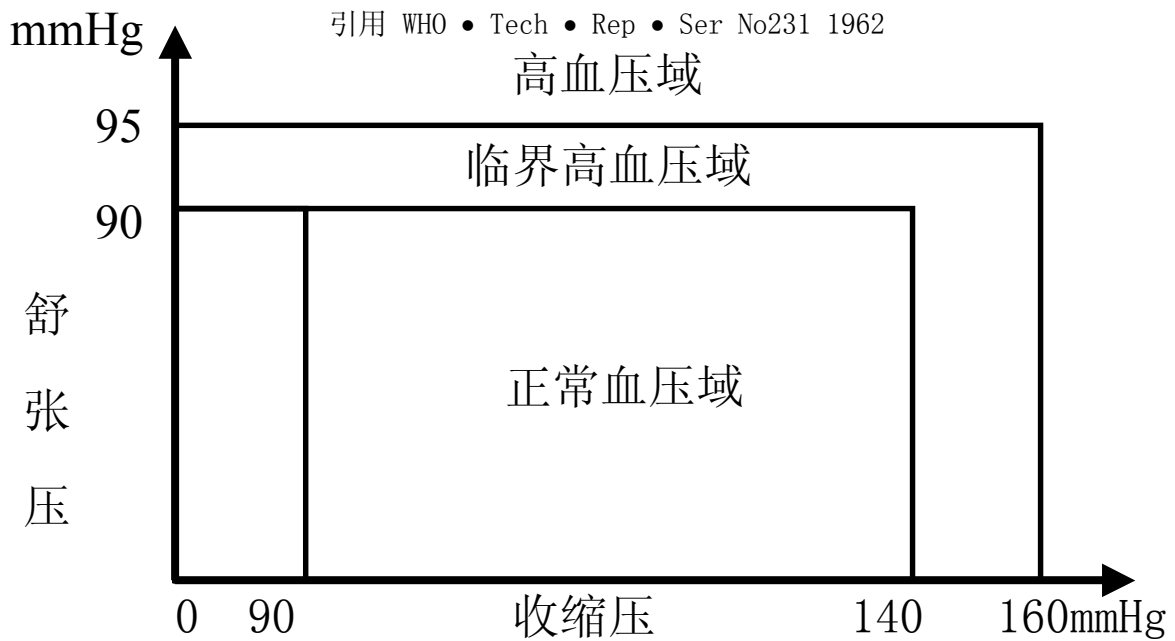 引用 WHO ● Tech ● Rep ● Ser No231 1962
mmHg
高血压域
95
临界高血压域
90
舒
张
压
正常血压域
0 90 收缩压 140 160mmHg